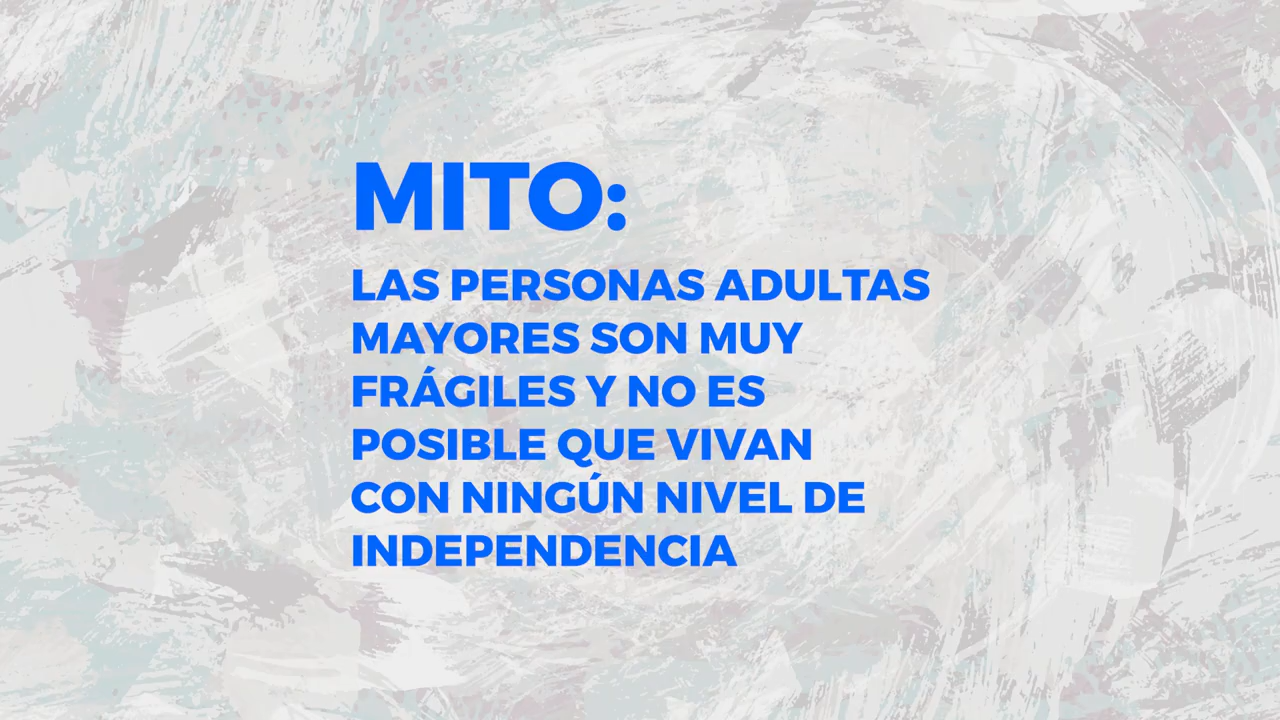 MITO:
LAS PERSONAS ADULTAS
MAYORES SON MUY
FRÁGILES Y NO ES
POSIBLE QUE VIVAN
CON NINGÚN NIVEL DE
INDEPENDENCIA